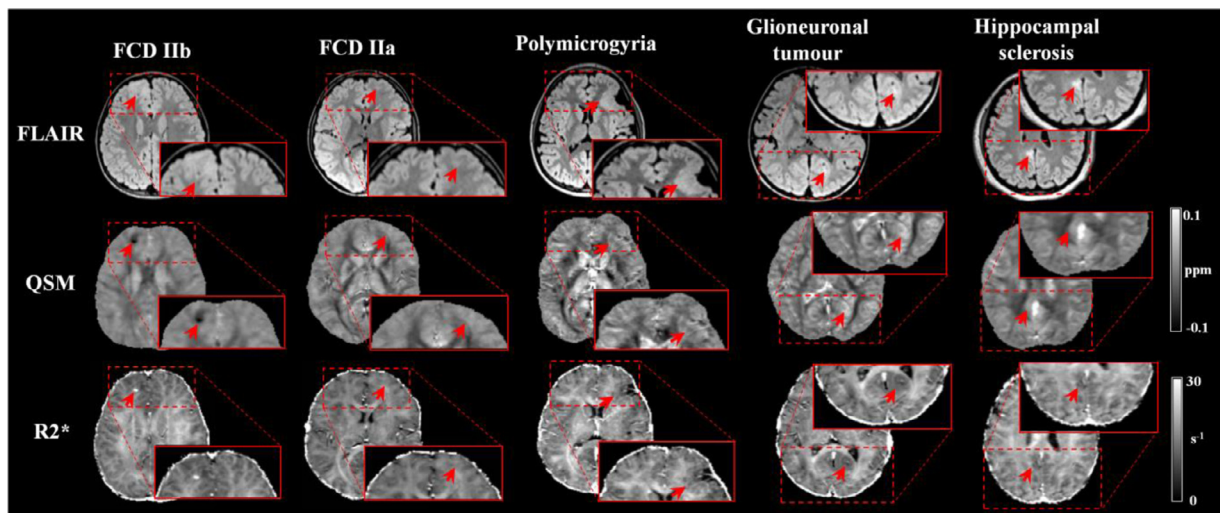 FCD IIb
FCD IIa
Polymicrogyria
Glioneuronal
tumour
Hippocampal
sclerosis
FLAIR
QSM
0.1
ppm
-0.1
R2*
30
s-1
0